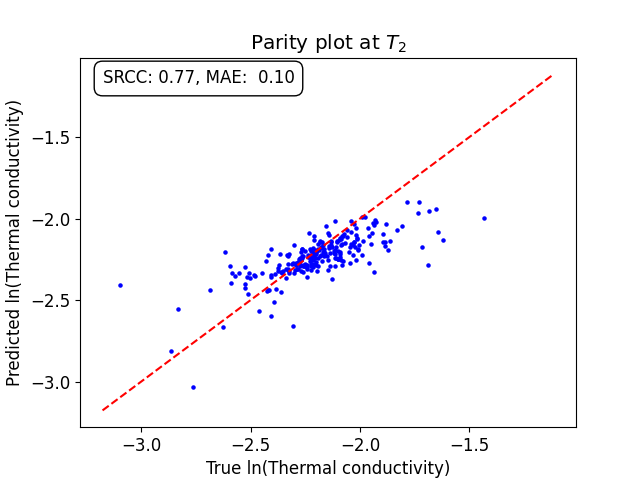 Parity plot at T₂
SRCC: 0.77, MAE:  0.10
Predicted ln(Thermal conductivity)
−1.5
−2.0
−2.5
−3.0
−3.0 −2.5 −2.0 −1.5
True ln(Thermal conductivity)